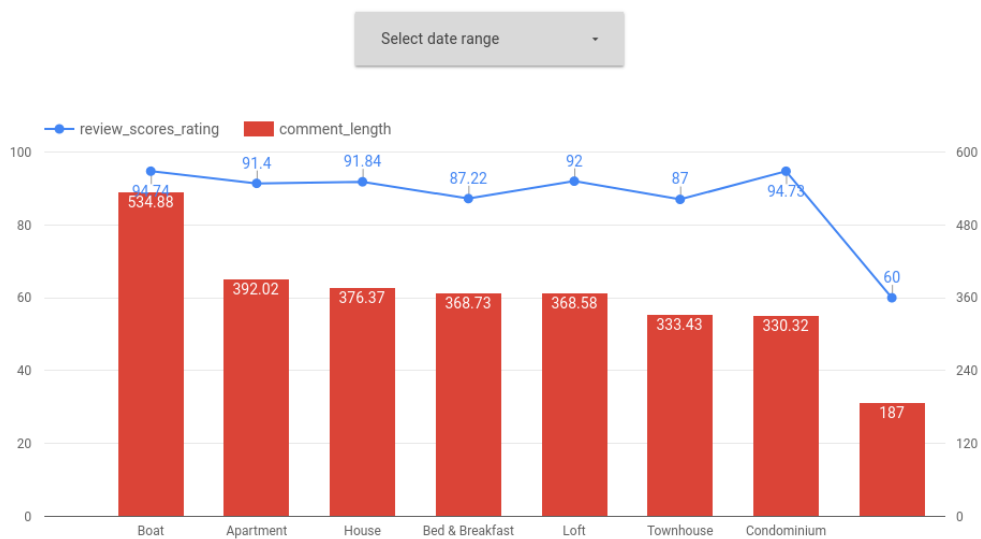 Select date range
review_scores_rating comment_length
100 600
94.74 91.4 91.84 87.22 92 87 94.73 60
534.88 392.02 376.37 368.73 368.58 333.43 330.32 187
80 480
60 360
40 240
20 120
0 0
Boat Apartment House Bed & Breakfast Loft Townhouse Condominium